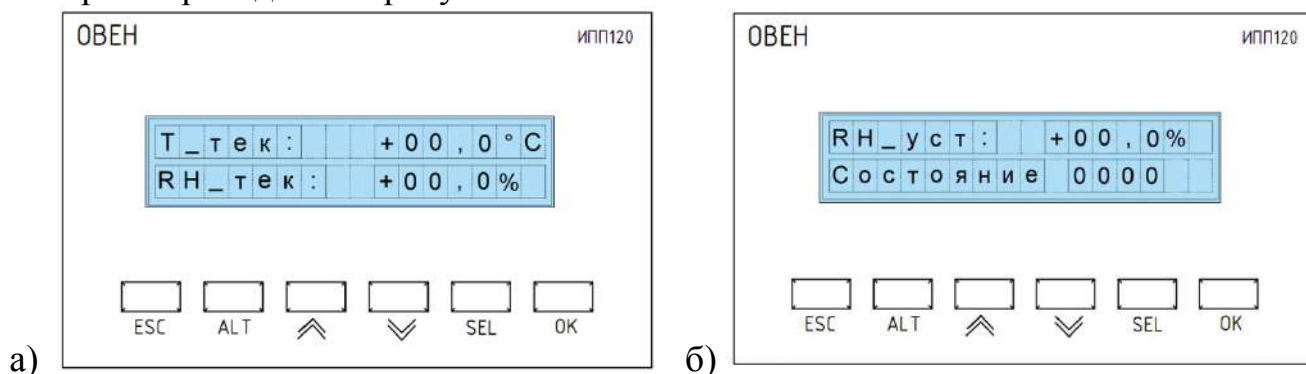 ОВЕН ИПП120
T_тек: +00,0°C
RH_тек: +00,0%
ESC ALT SEL OK
а)
ОВЕН ИПП120
RH_уст: +00,0%
Состояние 0000
ESC ALT SEL OK
б)